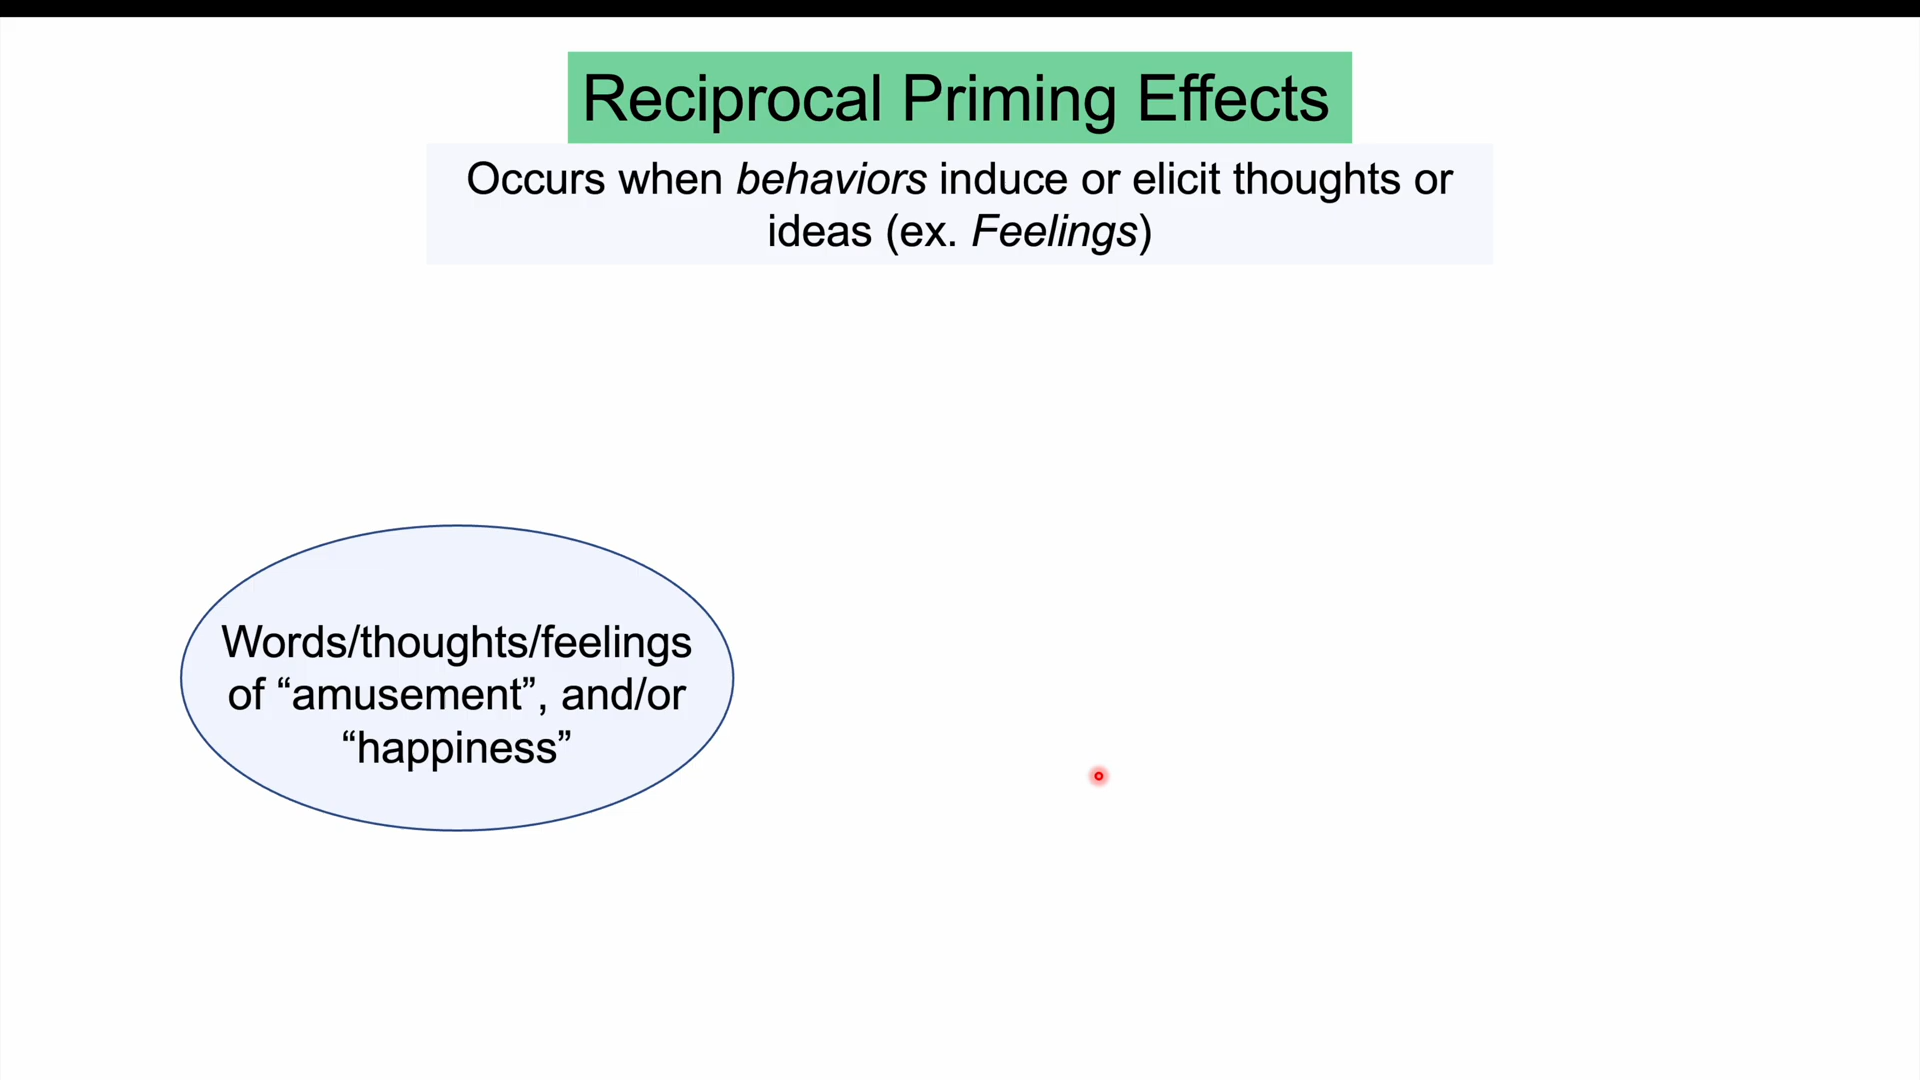 Reciprocal Priming Effects
Occurs when behaviors induce or elicit thoughts or
ideas (ex. Feelings)
Words/thoughts/feelings
of “amusement”, and/or
“happiness”